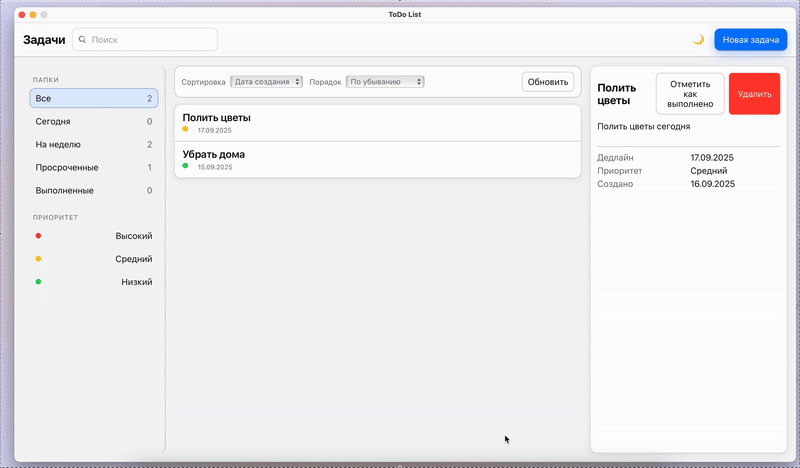 ToDo List
Задачи
Поиск
Новая задача
ПАПКИ
Все 2
Сегодня 0
На неделю 2
Просроченные 1
Выполненные 0
ПРИОРИТЕТ
Высокий
Средний
Низкий
Сортировка Дата создания Порядок По убыванию Обновить
Полить цветы
17.09.2025
Убрать дома
15.09.2025
Полить
цветы
Отметить
как
выполнено
Удалить
Полить цветы сегодня
Дедлайн 17.09.2025
Приоритет Средний
Создано 16.09.2025